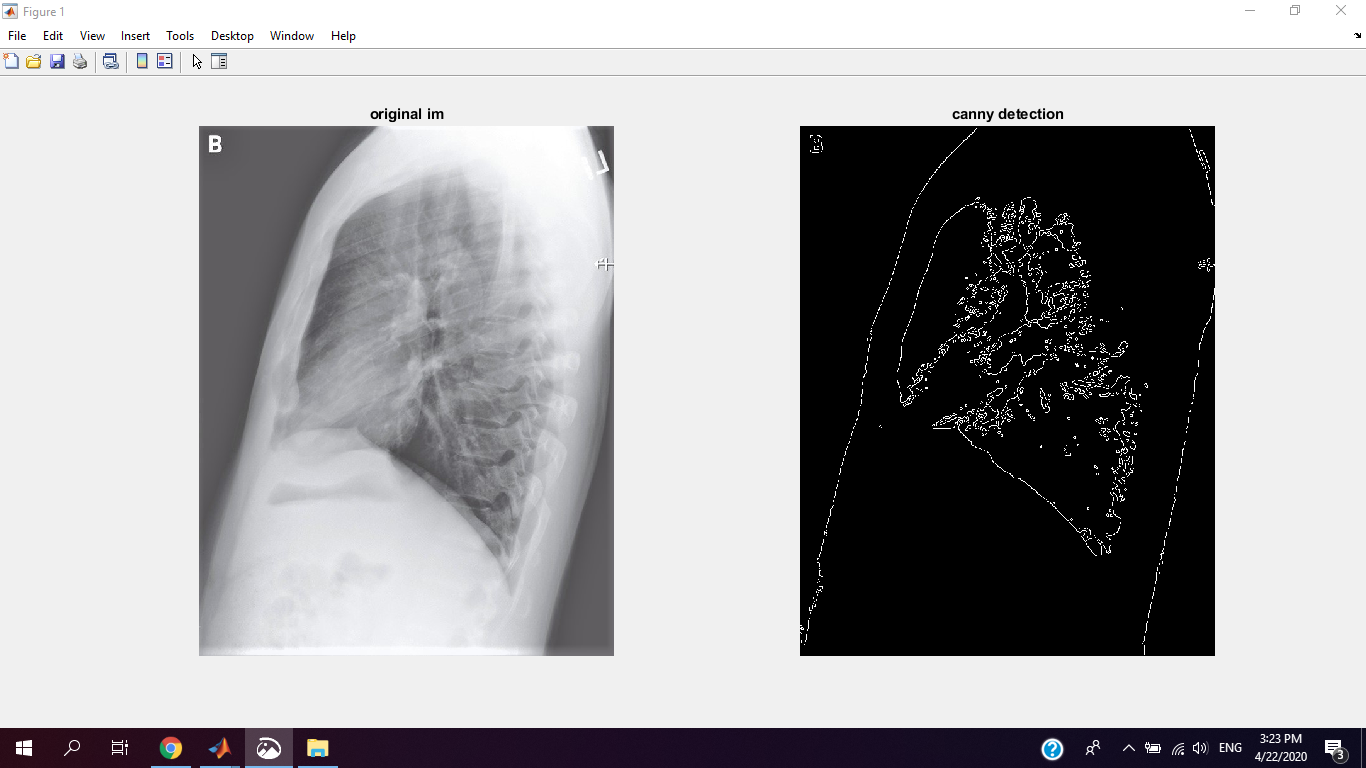 Figure 1
File Edit View Insert Tools Desktop Window Help
original im
canny detection
B
L
B
ENG
3:23 PM
4/22/2020
3